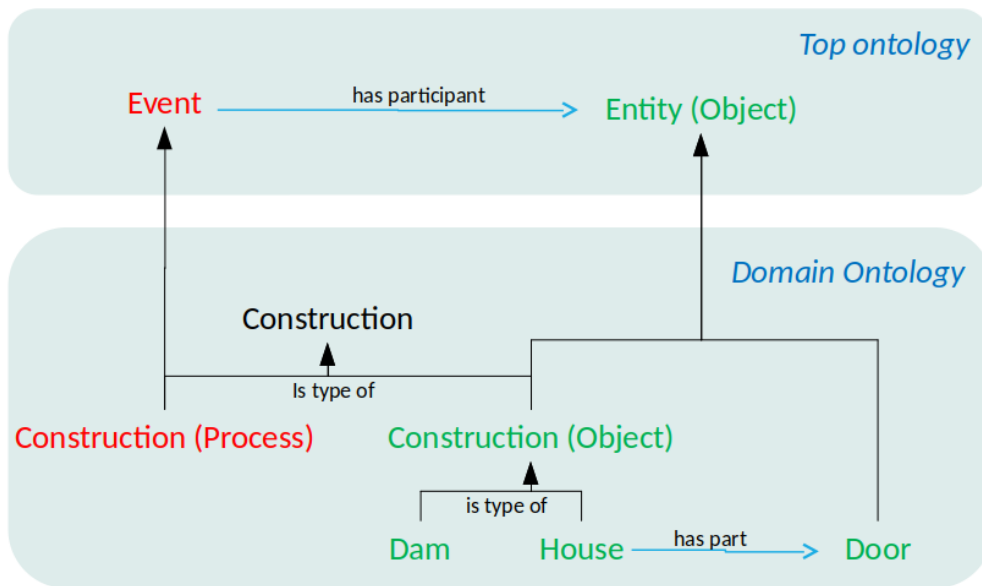 Top ontology
Event
has participant
Entity (Object)
Domain Ontology
Construction
Is type of
Construction (Process)
Construction (Object)
is type of
Dam
House
has part
Door